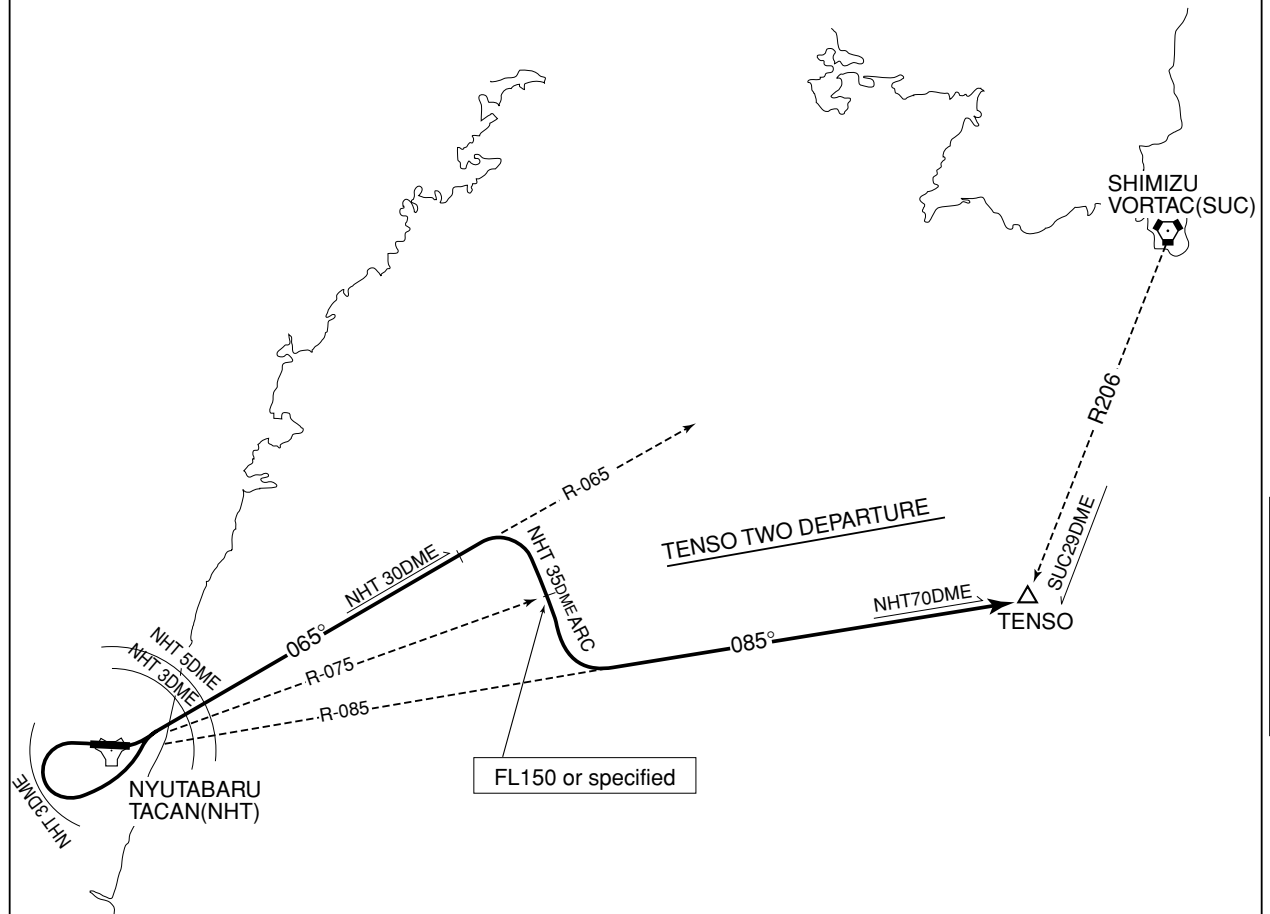 SHIMIZU
VORTAC(SUC)
R206
SUC29DME
R-065
TENSO TWO DEPARTURE
NHT 30DME
NHT 35DME ARC
NHT70DME
TENSO
065°
085°
R-075
R-085
NHT 5DME
NHT 3DME
FL150 or specified
NYUTABARU
TACAN(NHT)
NHT 3DME